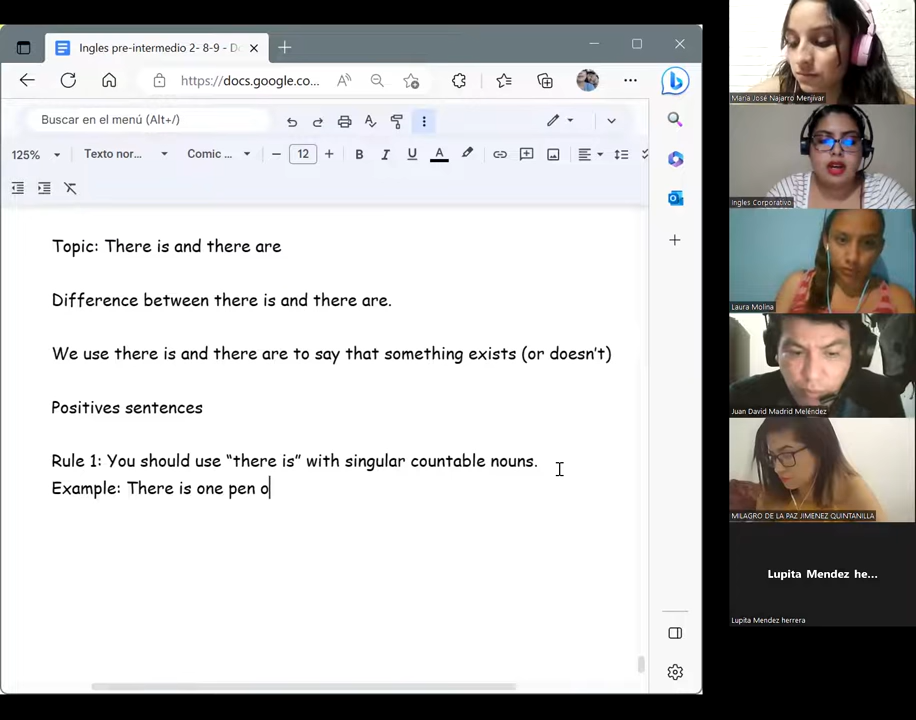 Ingles pre-intermedio 2- 8-9 - Do
https://docs.google.co...
Buscar en el menú (Alt+/)
125%
Texto nor...
Comic ...
12
B
I
U
A
Topic: There is and there are
Difference between there is and there are.
We use there is and there are to say that something exists (or doesn't)
Positives sentences
Rule 1: You should use “there is” with singular countable nouns.
Example: There is one pen o
María José Najarro Menjívar
Ingles Corporativo
Laura Molina
Juan David Madrid Meléndez
MILAGRO DE LA PAZ JIMENEZ QUINTANILLA
Lupita Mendez he...
Lupita Mendez herrera